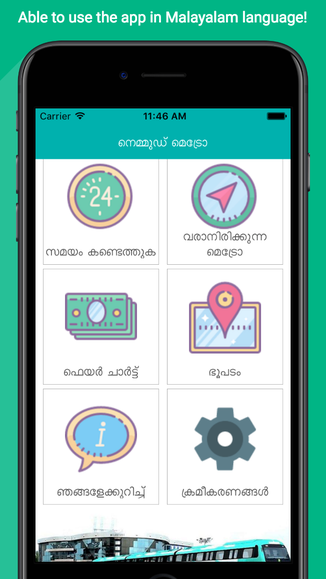 Able to use the app in Malayalam language!
Carrier 11:46 AM
നെമ്മുഡ് മെട്രോ
24
സമയം കണ്ടെത്തുക
വരാനിരിക്കുന്ന
മെട്രോ
ഫെയർ ചാർട്ട്
ഭൂപടം
i
ഞങ്ങളേക്കുറിച്ച്
ക്രമീകരണങ്ങൾ